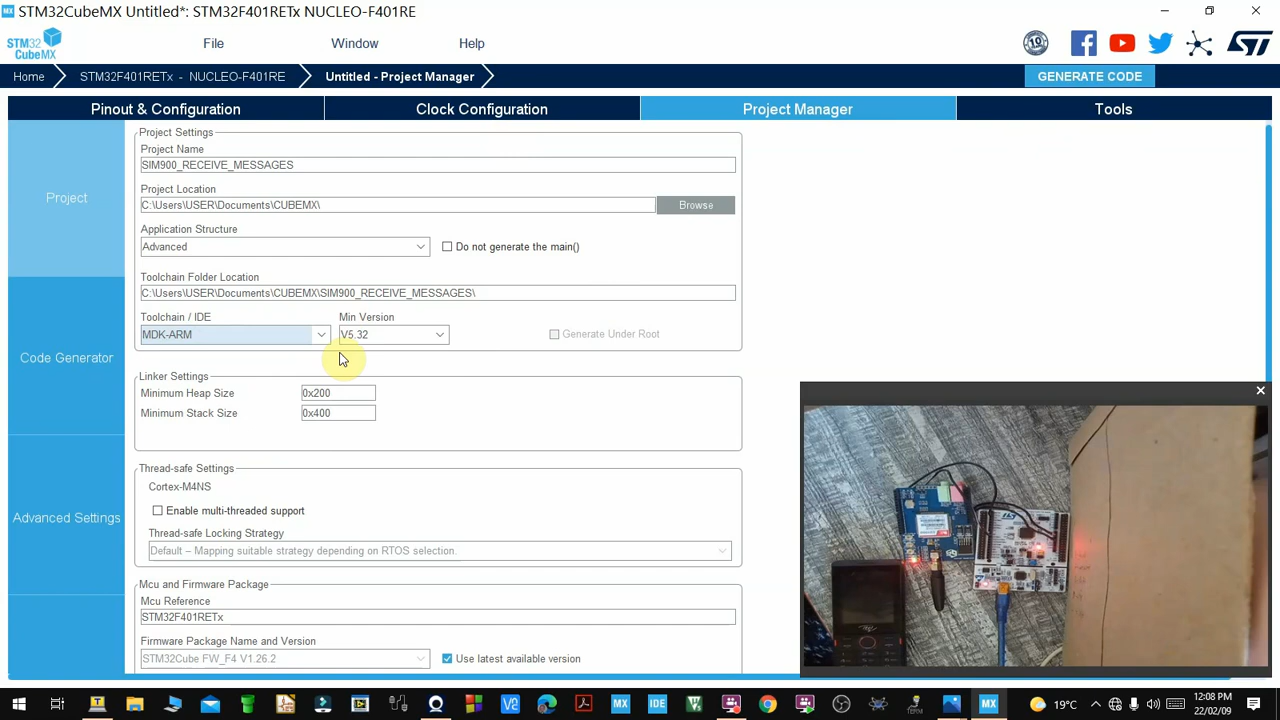 STM32CubeMX Untitled*: STM32F401RETx NUCLEO-F401RE
STM32
CubeMX
File
Window
Help
Home
STM32F401RETx - NUCLEO-F401RE
Untitled - Project Manager
GENERATE CODE
Pinout & Configuration
Clock Configuration
Project Manager
Tools
Project
Code Generator
Advanced Settings
Project Settings
Project Name
SIM900_RECEIVE_MESSAGES
Project Location
C:\Users\USER\Documents\CUBEMX\
Browse
Application Structure
Advanced
Do not generate the main()
Toolchain Folder Location
C:\Users\USER\Documents\CUBEMX\SIM900_RECEIVE_MESSAGES\
Toolchain / IDE
Min Version
MDK-ARM
V5.32
Generate Under Root
Linker Settings
Minimum Heap Size
0x200
Minimum Stack Size
0x400
Thread-safe Settings
Cortex-M4NS
Enable multi-threaded support
Thread-safe Locking Strategy
Default – Mapping suitable strategy depending on RTOS selection.
Mcu and Firmware Package
Mcu Reference
STM32F401RETx
Firmware Package Name and Version
STM32Cube FW_F4 V1.26.2
Use latest available version
19°C
12:08 PM
22/02/09